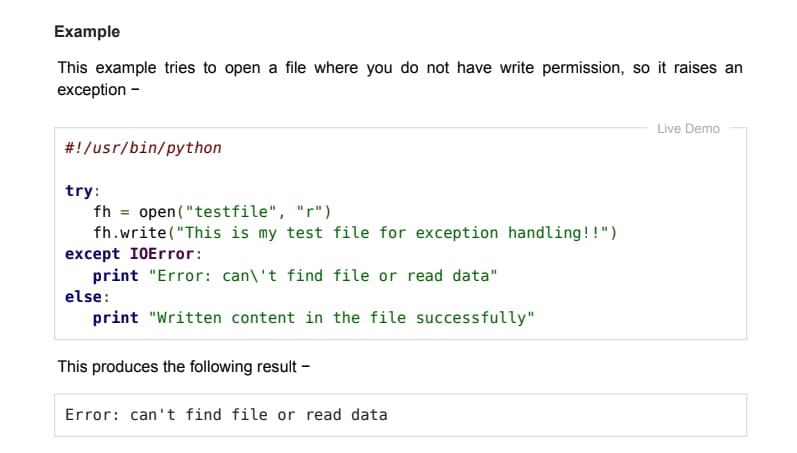 Example
This example tries to open a file where you do not have write permission, so it raises an
exception −
Live Demo
#!/usr/bin/python
try:
   fh = open("testfile", "r")
   fh.write("This is my test file for exception handling!!")
except IOError:
   print "Error: can\'t find file or read data"
else:
   print "Written content in the file successfully"
This produces the following result −
Error: can't find file or read data